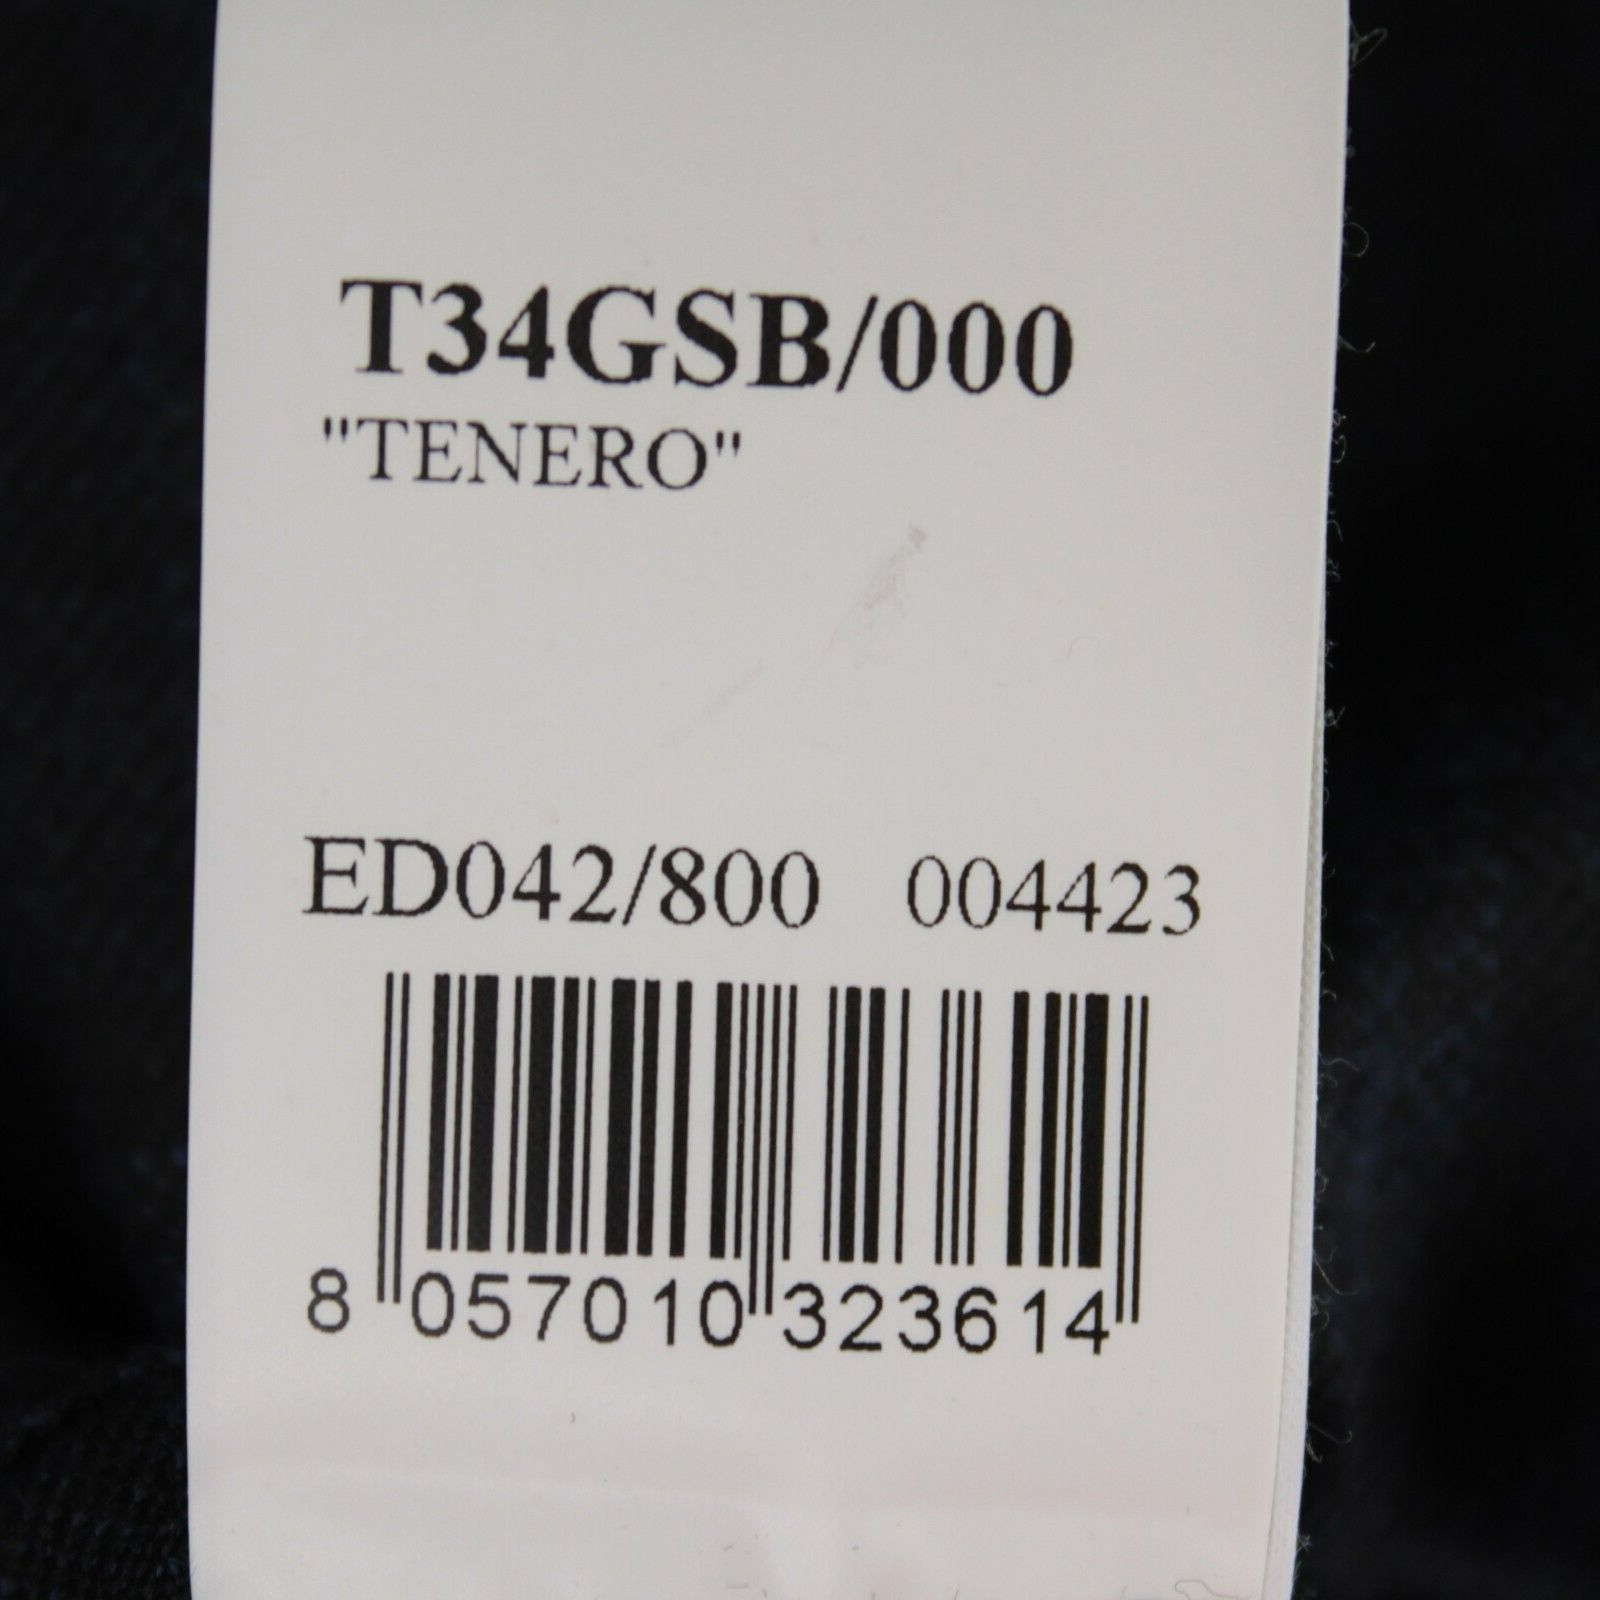 T34GSB/000
"TENERO"
ED042/800 004423
8 057010 323614